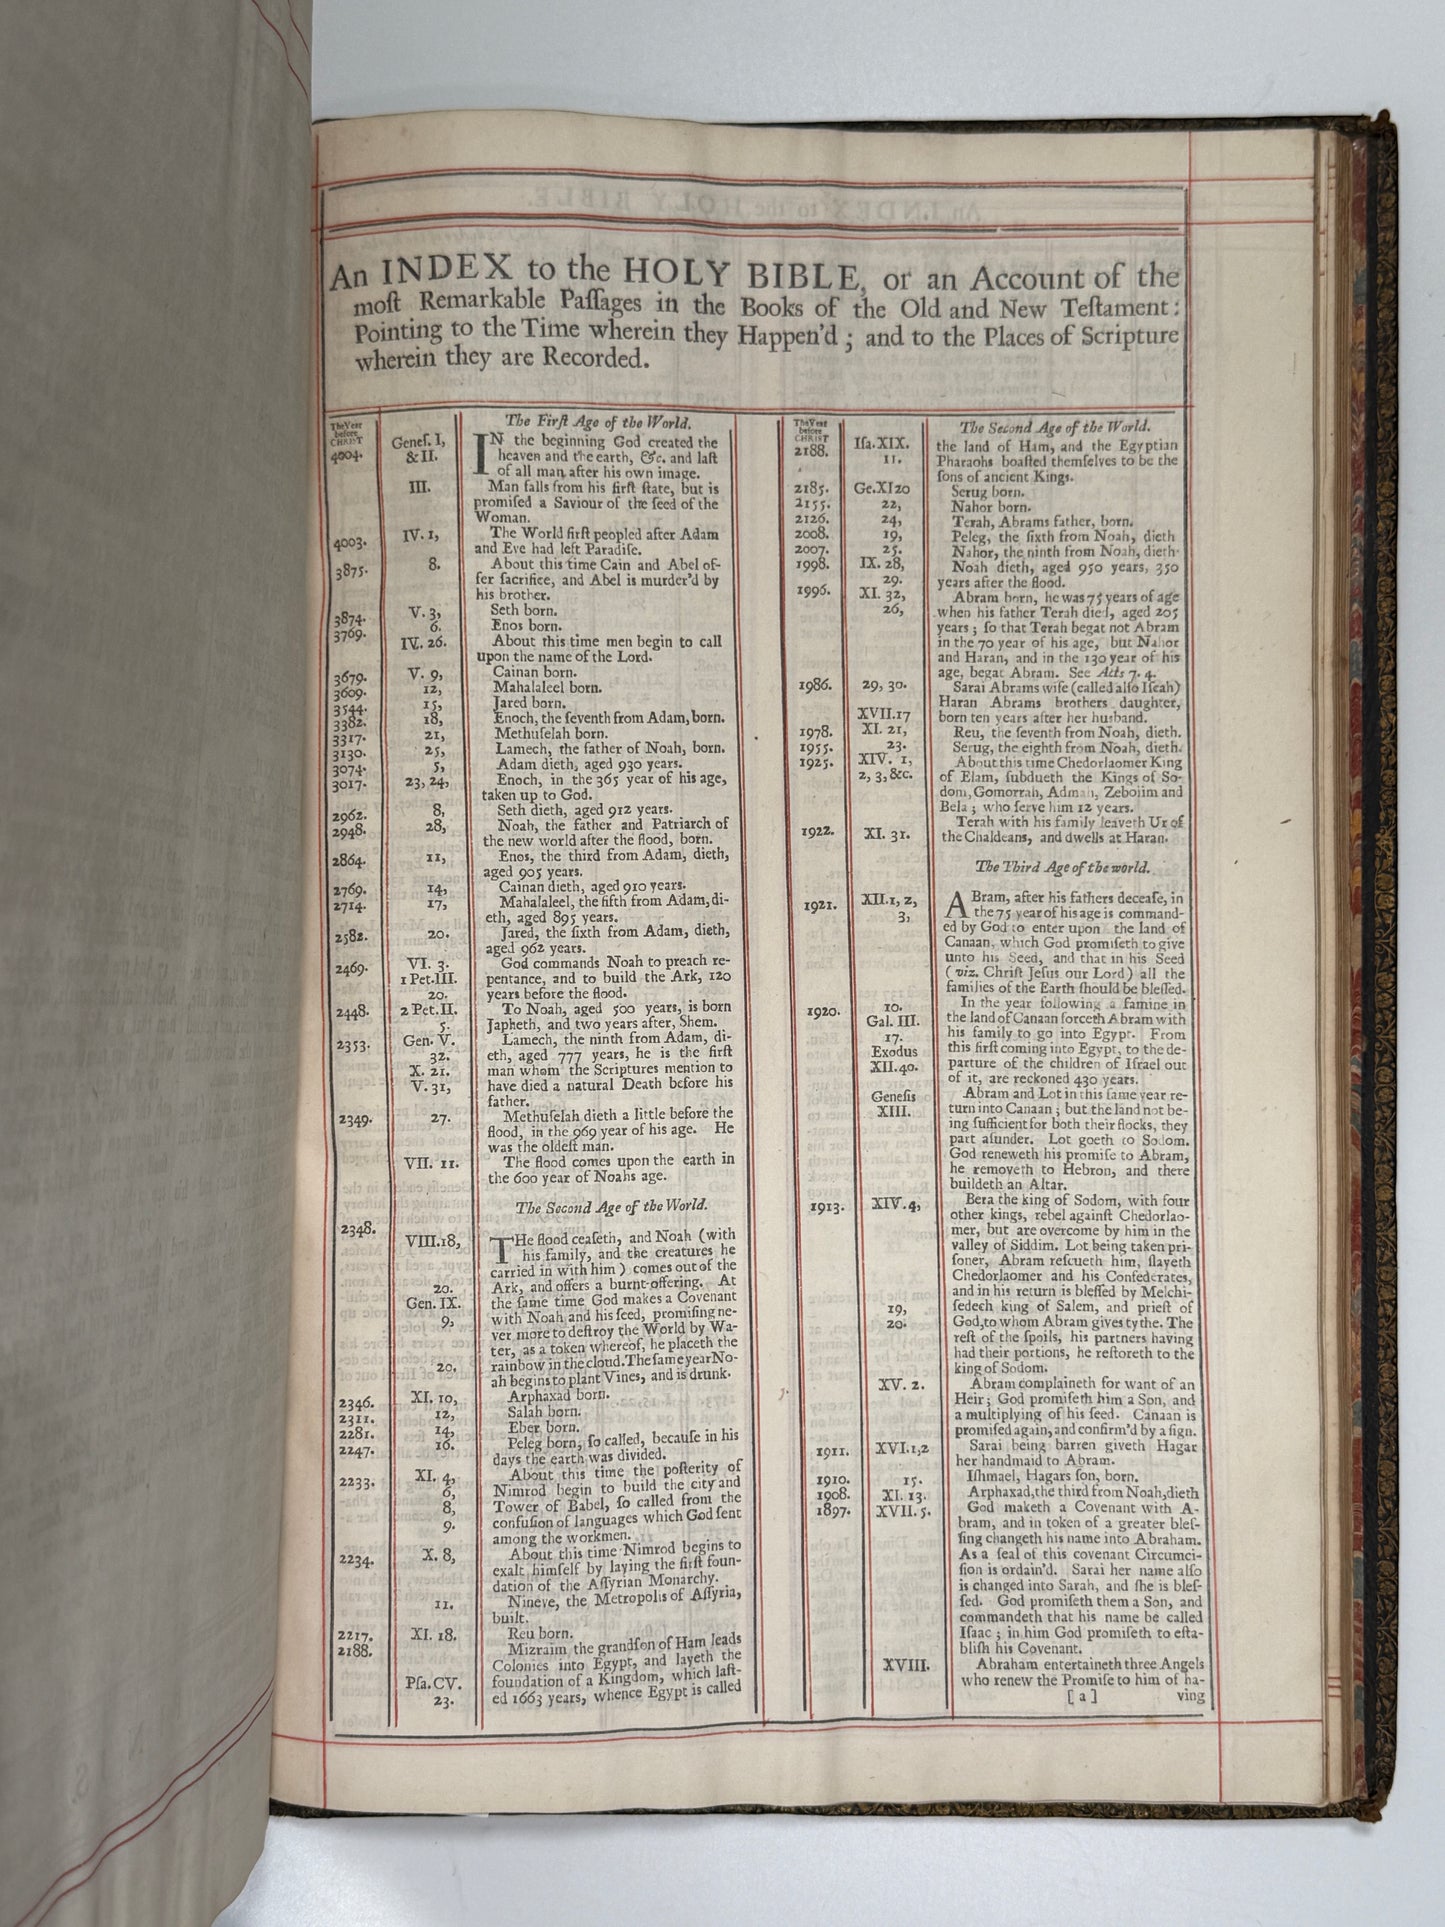 An INDEX to the HOLY BIBLE, or an Account of the
moſt Remarkable Paſſages in the Books of the Old and New Teſtament:
Pointing to the Time wherein they Happen'd; and to the Places of Scripture
wherein they are Recorded.
The Year
before
CHRIST
The Firſt Age of the World.
4004. Geneſ. I, IN the beginning God created the
& II. heaven and the earth, &c. and laſt
of all man after his own image.
III. Man falls from his firſt ſtate, but is
promiſed a Saviour of the ſeed of the
Woman.
4003. IV. 1, The World firſt peopled after Adam
and Eve had left Paradiſe.
3875. 8. About this time Cain and Abel of-
fer ſacrifice, and Abel is murder'd by
his brother.
3874. V. 3, Seth born.
3769. 6. Enos born.
IV. 26. About this time men begin to call
upon the name of the Lord.
3679. V. 9, Cainan born.
3609. 12, Mahalaleel born.
3544. 15, Jared born.
3382. 18, Enoch, the ſeventh from Adam, born.
3317. 21, Methuſelah born.
3130. 25, Lamech, the father of Noah, born.
3074. 5, Adam dieth, aged 930 years.
3017. 23, 24, Enoch, in the 365 year of his age,
taken up to God.
2962. 8, Seth dieth, aged 912 years.
2948. 28, Noah, the father and Patriarch of
the new world after the flood, born.
2864. 11, Enos, the third from Adam, dieth,
aged 905 years.
2769. 14, Cainan dieth, aged 910 years.
2714. 17, Mahalaleel, the fifth from Adam, di-
eth, aged 895 years.
2582. 20. Jared, the ſixth from Adam, dieth,
aged 962 years.
2469. VI. 3. God commands Noah to preach re-
1 Pet. III. pentance, and to build the Ark, 120
20. years before the flood.
2448. 2 Pet. II. To Noah, aged 500 years, is born
5. Japheth, and two years after, Shem.
2353. Gen. V. Lamech, the ninth from Adam, di-
32. eth, aged 777 years, he is the firſt
X. 21. man whom the Scriptures mention to
V. 31, have died a natural Death before his
father.
2349. 27. Methuſelah dieth a little before the
flood, in the 969 year of his age. He
was the oldeſt man.
VII. 11. The flood comes upon the earth in
the 600 year of Noahs age.
The Second Age of the World.
2348. VIII. 18, THe flood ceaſeth, and Noah (with
his family, and the creatures he
carried in with him) comes out of the
20. Ark, and offers a burnt-offering. At
Gen. IX. the ſame time God makes a Covenant
9, with Noah and his ſeed, promiſing ne-
ver more to deſtroy the World by Wa-
ter, as a token whereof, he placeth the
20. rainbow in the cloud. The ſame year No-
ah begins to plant Vines, and is drunk.
2346. XI. 10, Arphaxad born.
2311. 12, Salah born.
2281. 14, Eber born.
2247. 16. Peleg born, ſo called, becauſe in his
days the earth was divided.
2233. XI. 4, About this time the poſterity of
6, Nimrod begin to build the city and
8, Tower of Babel, ſo called from the
9. confuſion of languages which God ſent
among the workmen.
2234. X. 8, About this time Nimrod begins to
exalt himſelf by laying the firſt foun-
dation of the Aſſyrian Monarchy.
11. Nineve, the Metropolis of Aſſyria,
built.
2217. XI. 18. Reu born.
2188. Mizraim the grandſon of Ham leads
Colonies into Egypt, and layeth the
Pſa. CV. foundation of a Kingdom, which laſt-
23. ed 1663 years, whence Egypt is called
The Year
before
CHRIST
The Second Age of the World.
2188. Iſa. XIX. the land of Ham, and the Egyptian
11. Pharaohs boaſted themſelves to be the
ſons of ancient Kings.
2185. Ge. XI 20 Serug born.
2155. 22, Nahor born.
2126. 24, Terah, Abrams father, born.
2008. 19, Peleg, the ſixth from Noah, dieth
2007. 25. Nahor, the ninth from Noah, dieth.
1998. IX. 28, Noah dieth, aged 950 years, 350
29. years after the flood.
1996. XI. 32, Abram born, he was 75 years of age
26, when his father Terah died, aged 205
years; ſo that Terah begat not Abram
in the 70 year of his age, but Nahor
and Haran, and in the 130 year of his
age, begat Abram. See Acts 7. 4.
1986. 29, 30. Sarai Abrams wife (called alſo Iſcah)
Haran Abrams brothers daughter,
XVII. 17 born ten years after her husband.
1978. XI. 21, Reu, the ſeventh from Noah, dieth.
1955. 23. Serug, the eighth from Noah, dieth.
1925. XIV. 1, About this time Chedorlaomer King
2, 3, &c. of Elam, ſubdueth the Kings of So-
dom, Gomorrah, Admah, Zeboiim and
Bela; who ſerve him 12 years.
1922. XI. 31. Terah with his family leaveth Ur of
the Chaldeans, and dwells at Haran.
The Third Age of the world.
1921. XII. 1, 2, ABram, after his fathers deceaſe, in
3, the 75 year of his age is command-
ed by God to enter upon the land of
Canaan, which God promiſeth to give
unto his Seed, and that in his Seed
(viz. Chriſt Jeſus our Lord) all the
families of the Earth ſhould be bleſſed.
1920. 10. In the year following a famine in
Gal. III. the land of Canaan forceth Abram with
17. his family to go into Egypt. From
Exodus this firſt coming into Egypt, to the de-
XII. 40. parture of the children of Iſrael out
of it, are reckoned 430 years.
Geneſis Abram and Lot in this ſame year re-
XIII. turn into Canaan; but the land not be-
ing ſufficient for both their flocks, they
part aſunder. Lot goeth to Sodom.
God reneweth his promiſe to Abram,
he removeth to Hebron, and there
buildeth an Altar.
1913. XIV. 4, Bera the king of Sodom, with four
other kings, rebel againſt Chedorlao-
mer, but are overcome by him in the
valley of Siddim. Lot being taken pri-
ſoner, Abram reſcueth him, ſlayeth
Chedorlaomer and his Confederates,
and in his return is bleſſed by Melchi-
19, ſedech king of Salem, and prieſt of
20. God, to whom Abram gives tythe. The
reſt of the ſpoils, his partners having
had their portions, he reſtoreth to the
king of Sodom.
XV. 2. Abram complaineth for want of an
Heir; God promiſeth him a Son, and
a multiplying of his ſeed. Canaan is
promiſed again, and confirm'd by a ſign.
1911. XVI. 1, 2 Sarai being barren giveth Hagar
her handmaid to Abram.
1910. 15. Iſhmael, Hagars ſon, born.
1908. XI. 13. Arphaxad, the third from Noah, dieth
1897. XVII. 5. God maketh a Covenant with A-
bram, and in token of a greater bleſ-
ſing changeth his name into Abraham.
As a ſeal of this covenant Circumci-
ſion is ordain'd. Sarai her name alſo
is changed into Sarah, and ſhe is bleſ-
ſed. God promiſeth them a Son, and
commandeth that his name be called
Iſaac; in him God promiſeth to eſta-
bliſh his Covenant.
XVIII. Abraham entertaineth three Angels
who renew the Promiſe to him of ha-
[a] ving